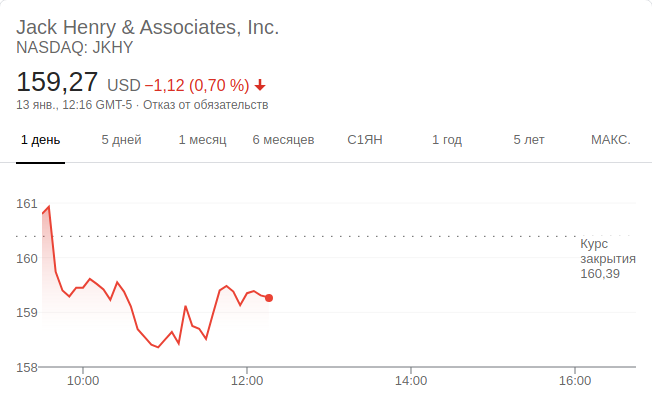 Jack Henry & Associates, Inc.
NASDAQ: JKHY
159,27 USD −1,12 (0,70 %)
13 янв., 12:16 GMT-5 · Отказ от обязательств
1 день 5 дней 1 месяц 6 месяцев С1ЯН 1 год 5 лет МАКС.
161
Курс
160
закрытия
160,39
159
158
10:00 12:00 14:00 16:00